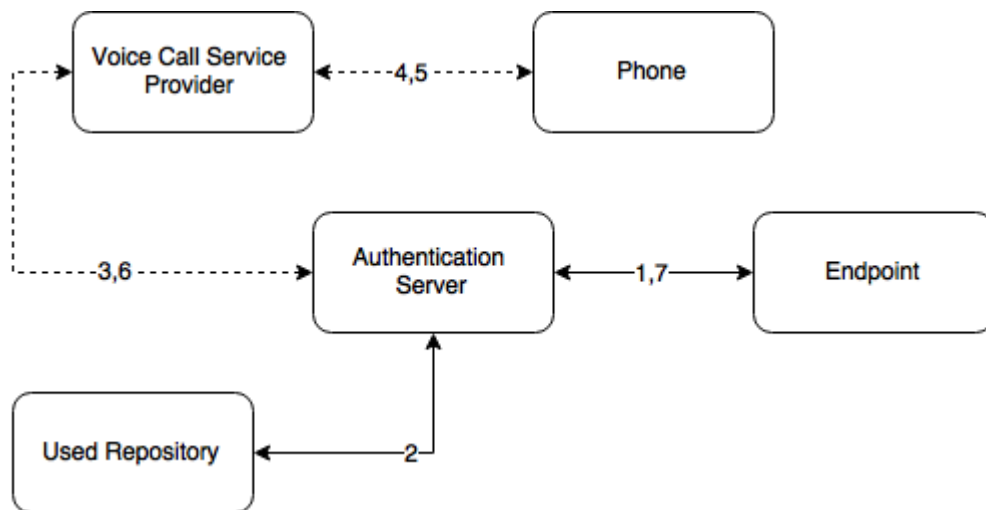 Voice Call Service
Provider
4,5
Phone
3,6
Authentication
Server
1,7
Endpoint
Used Repository
2